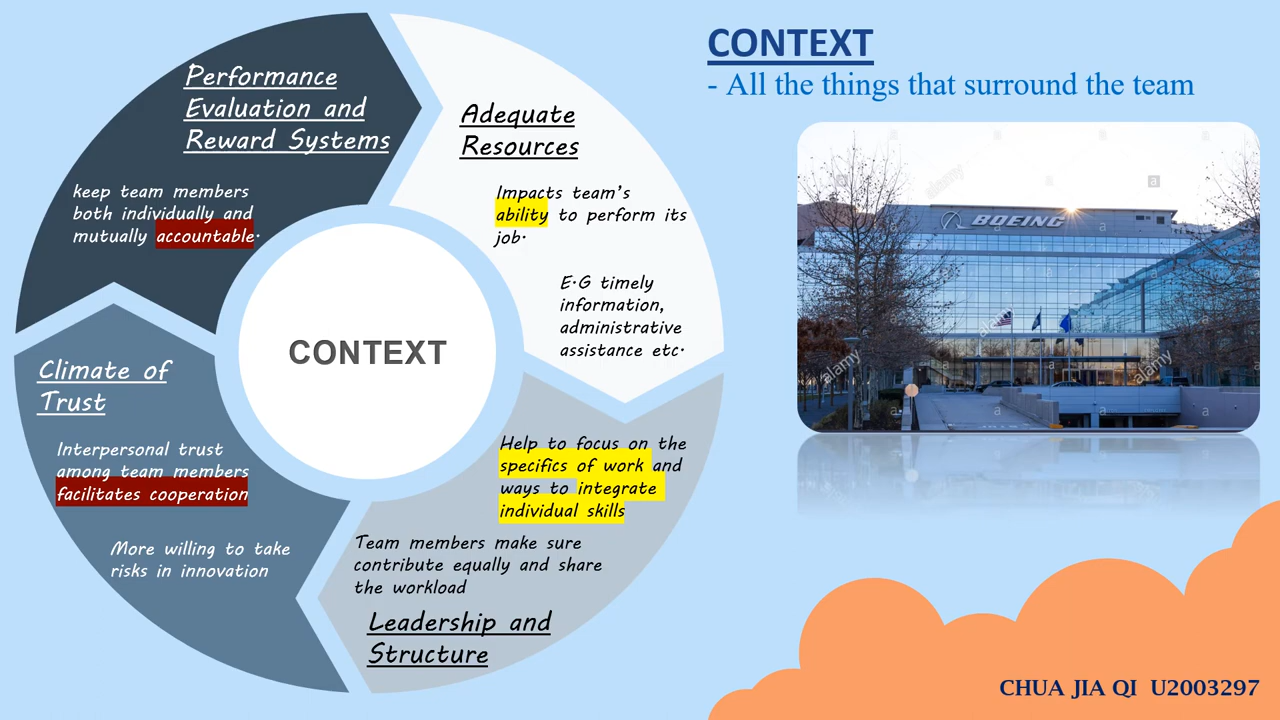 CONTEXT
- All the things that surround the team
Performance
Evaluation and
Reward Systems
keep team members
both individually and
mutually accountable.
Adequate
Resources
Impacts team's
ability to perform its
job.
E.G timely
information,
administrative
assistance etc.
CONTEXT
Climate of
Trust
Interpersonal trust
among team members
facilitates cooperation
More willing to take
risks in innovation
Help to focus on the
specifics of work and
ways to integrate
individual skills
Team members make sure
contribute equally and share
the workload
Leadership and
Structure
BOEING
a
a
a
alamy
a
a
a
a
a
alamy
alamy
a
a
a
CHUA JIA QI U2003297